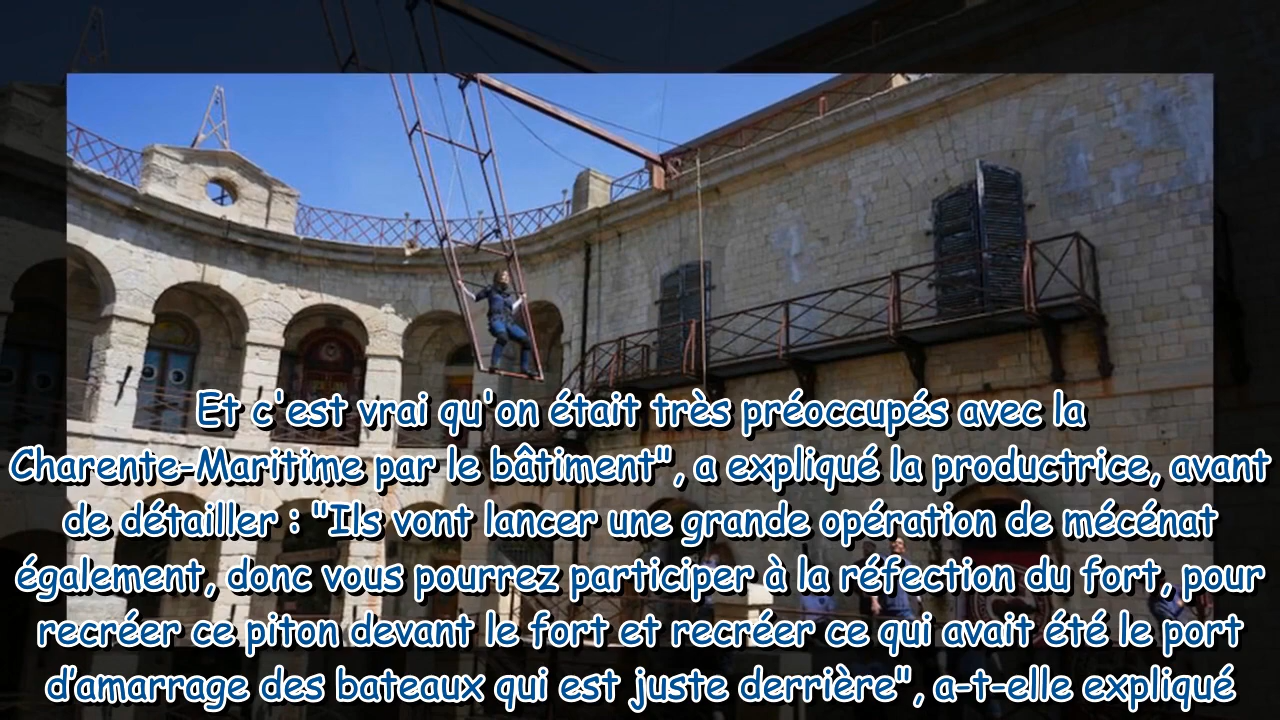 Et c'est vrai qu'on était très préoccupés avec la
Charente-Maritime par le bâtiment", a expliqué la productrice, avant
de détailler : "Ils vont lancer une grande opération de mécénat
également, donc vous pourrez participer à la réfection du fort, pour
recréer ce piton devant le fort et recréer ce qui avait été le port
d'amarrage des bateaux qui est juste derrière", a-t-elle expliqué